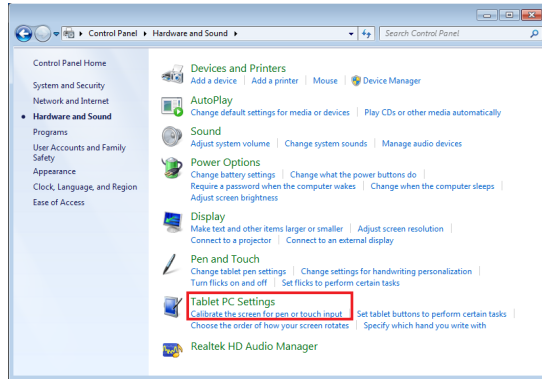 Control Panel Hardware and Sound Search Control Panel
Control Panel Home
System and Security
Network and Internet
Hardware and Sound
Programs
User Accounts and Family
Safety
Appearance
Clock, Language, and Region
Ease of Access
Devices and Printers
Add a device Add a printer Mouse Device Manager
AutoPlay
Change default settings for media or devices Play CDs or other media automatically
Sound
Adjust system volume Change system sounds Manage audio devices
Power Options
Change battery settings Change what the power buttons do
Require a password when the computer wakes Change when the computer sleeps
Adjust screen brightness
Display
Make text and other items larger or smaller Adjust screen resolution
Connect to a projector Connect to an external display
Pen and Touch
Change tablet pen settings Change settings for handwriting personalization
Turn flicks on and off Set flicks to perform certain tasks
Tablet PC Settings
Calibrate the screen for pen or touch input Set tablet buttons to perform certain tasks
Choose the order of how your screen rotates Specify which hand you write with
Realtek HD Audio Manager